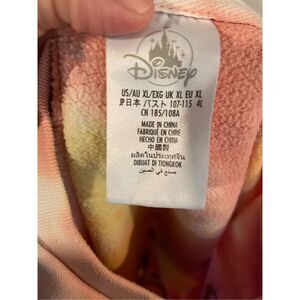 Disney
US/AU XL/EXG UK XL EU XL
JP日本 バスト 107-115 4L
CN 185/108A
MADE IN CHINA
FABRIQUÉ EN CHINE
HECHO EN CHINA
中國製
ผลิตในประเทศจีน
DIBUAT DI TIONGKOK
صنع في الصين